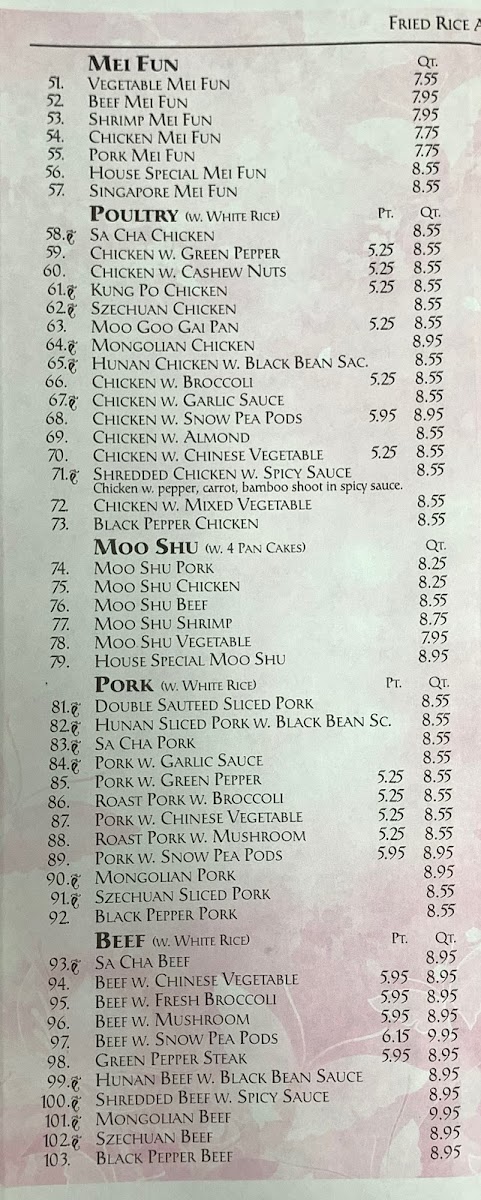 FRIED RICE
MEI FUN QT.
51. VEGETABLE MEI FUN 7.55
52. BEEF MEI FUN 7.95
53. SHRIMP MEI FUN 7.95
54. CHICKEN MEI FUN 7.75
55. PORK MEI FUN 7.75
56. HOUSE SPECIAL MEI FUN 8.55
57. SINGAPORE MEI FUN 8.55
POULTRY (W. WHITE RICE) PT. QT.
58. SA CHA CHICKEN 8.55
59. CHICKEN W. GREEN PEPPER 5.25 8.55
60. CHICKEN W. CASHEW NUTS 5.25 8.55
61. KUNG PO CHICKEN 5.25 8.55
62. SZECHUAN CHICKEN 8.55
63. MOO GOO GAI PAN 5.25 8.55
64. MONGOLIAN CHICKEN 8.95
65. HUNAN CHICKEN W. BLACK BEAN SAC. 8.55
66. CHICKEN W. BROCCOLI 5.25 8.55
67. CHICKEN W. GARLIC SAUCE 8.55
68. CHICKEN W. SNOW PEA PODS 5.95 8.95
69. CHICKEN W. ALMOND 8.55
70. CHICKEN W. CHINESE VEGETABLE 5.25 8.55
71. SHREDDED CHICKEN W. SPICY SAUCE 8.55
Chicken w. pepper, carrot, bamboo shoot in spicy sauce.
72. CHICKEN W. MIXED VEGETABLE 8.55
73. BLACK PEPPER CHICKEN 8.55
MOO SHU (W. 4 PAN CAKES) QT.
74. MOO SHU PORK 8.25
75. MOO SHU CHICKEN 8.25
76. MOO SHU BEEF 8.55
77. MOO SHU SHRIMP 8.75
78. MOO SHU VEGETABLE 7.95
79. HOUSE SPECIAL MOO SHU 8.95
PORK (W. WHITE RICE) PT. QT.
81. DOUBLE SAUTEED SLICED PORK 8.55
82. HUNAN SLICED PORK W. BLACK BEAN SC. 8.55
83. SA CHA PORK 8.55
84. PORK W. GARLIC SAUCE 8.55
85. PORK W. GREEN PEPPER 5.25 8.55
86. ROAST PORK W. BROCCOLI 5.25 8.55
87. PORK W. CHINESE VEGETABLE 5.25 8.55
88. ROAST PORK W. MUSHROOM 5.25 8.55
89. PORK W. SNOW PEA PODS 5.95 8.95
90. MONGOLIAN PORK 8.95
91. SZECHUAN SLICED PORK 8.55
92. BLACK PEPPER PORK 8.55
BEEF (W. WHITE RICE) PT. QT.
93. SA CHA BEEF 8.95
94. BEEF W. CHINESE VEGETABLE 5.95 8.95
95. BEEF W. FRESH BROCCOLI 5.95 8.95
96. BEEF W. MUSHROOM 5.95 8.95
97. BEEF W. SNOW PEA PODS 6.15 9.95
98. GREEN PEPPER STEAK 5.95 8.95
99. HUNAN BEEF W. BLACK BEAN SAUCE 8.95
100. SHREDDED BEEF W. SPICY SAUCE 8.95
101. MONGOLIAN BEEF 9.95
102. SZECHUAN BEEF 8.95
103. BLACK PEPPER BEEF 8.95